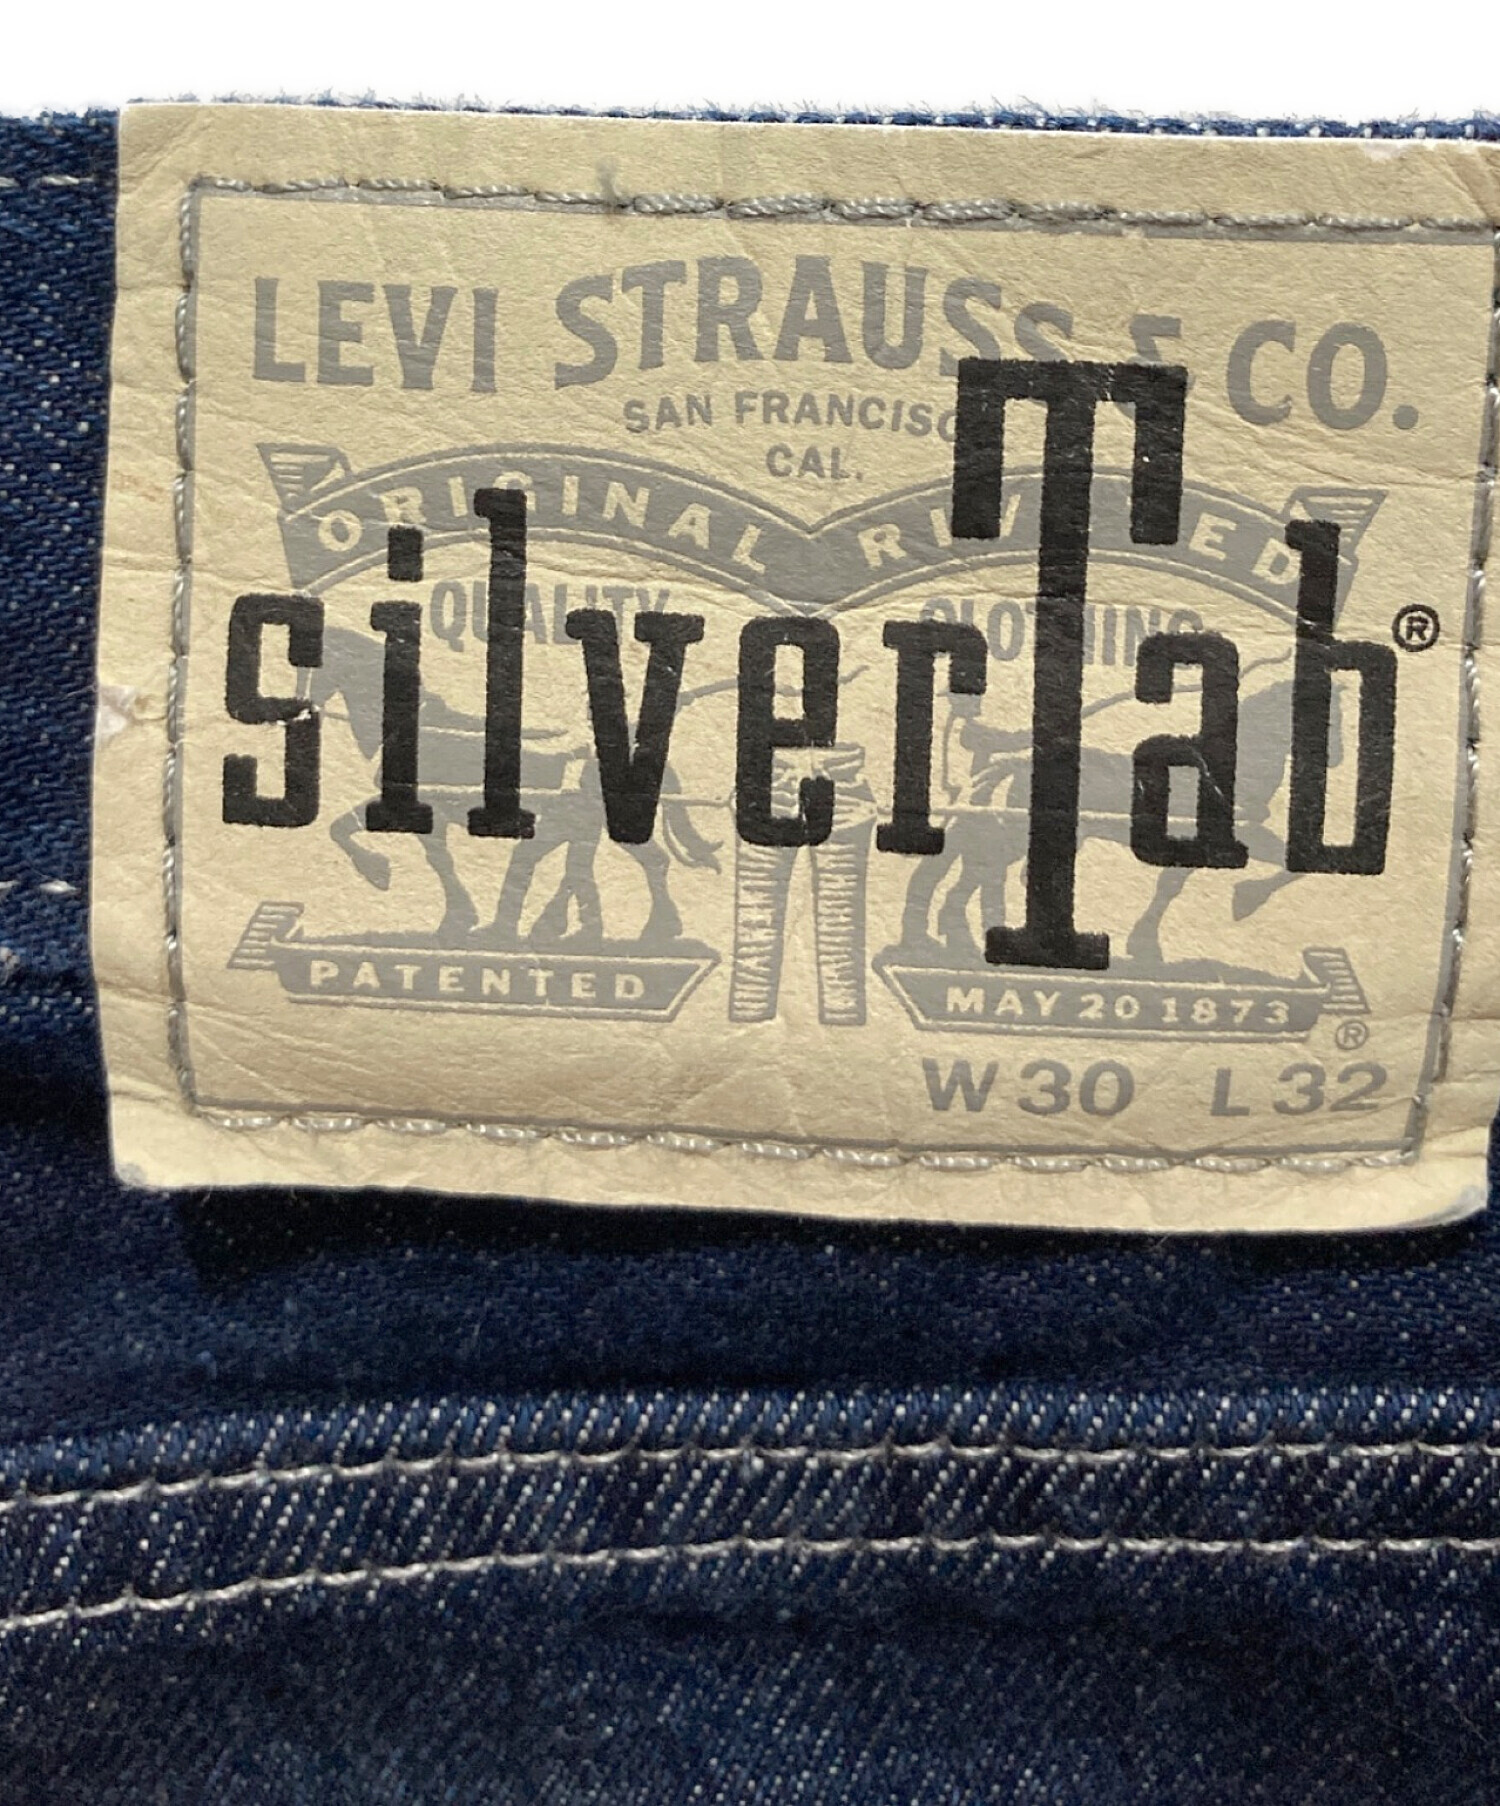 LEVI STRAUSS & CO.
SAN FRANCISCO
CAL.
ORIGINAL RIVETED
QUALITY CLOTHING
silverTab®
PATENTED MAY 20 1873
®
W30 L32